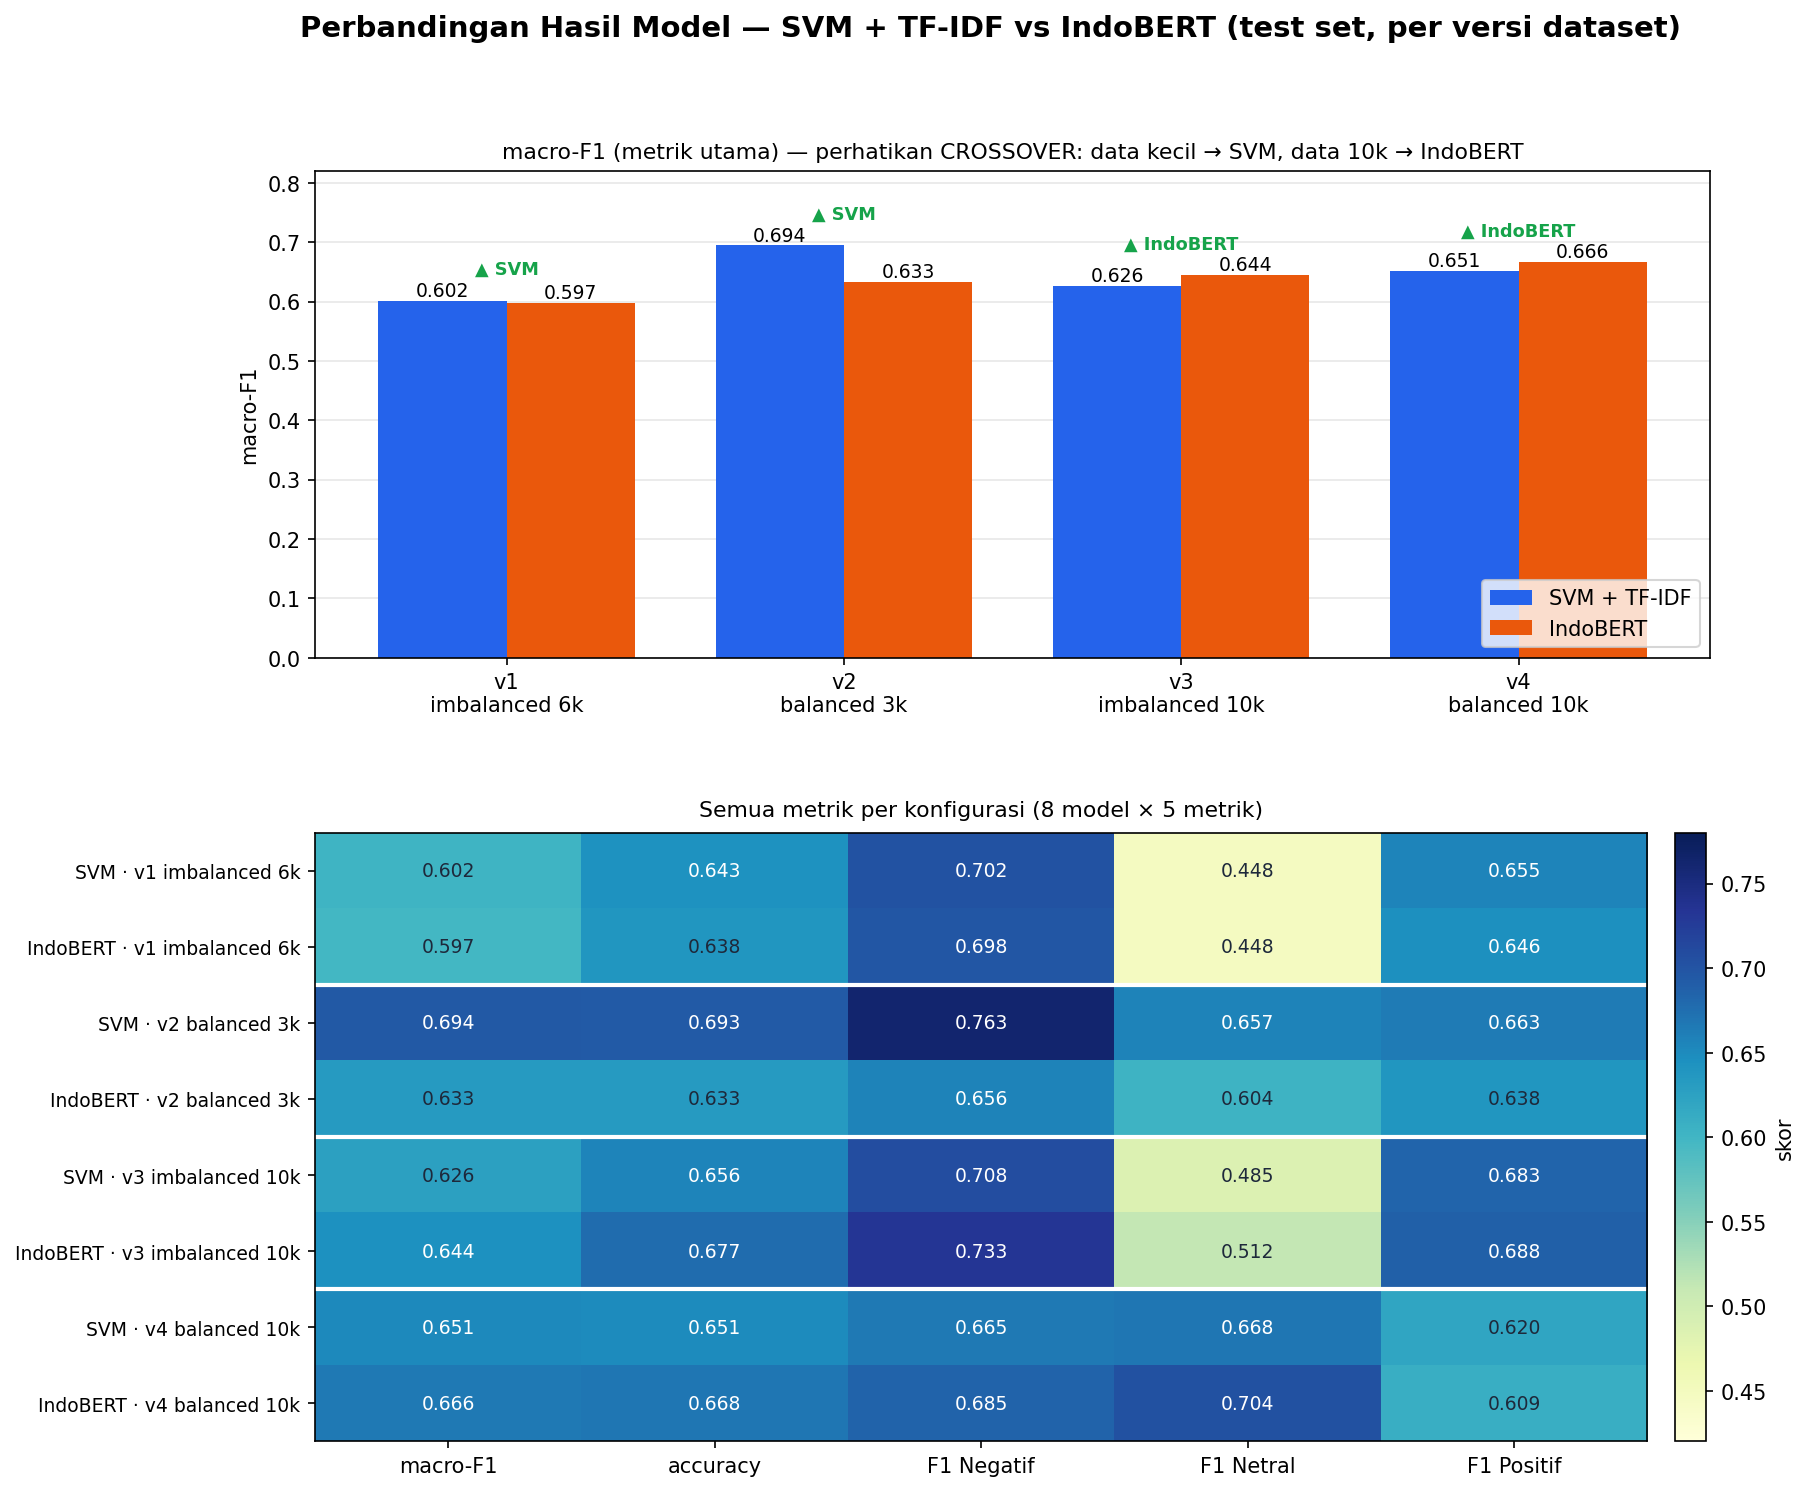 Perbandingan Hasil Model — SVM + TF-IDF vs IndoBERT (test set, per versi dataset)
macro-F1 (metrik utama) — perhatikan CROSSOVER: data kecil → SVM, data 10k → IndoBERT
macro-F1
0.8
0.7
0.6
0.5
0.4
0.3
0.2
0.1
0.0
▲ SVM
0.602
0.597
▲ SVM
0.694
0.633
▲ IndoBERT
0.626
0.644
▲ IndoBERT
0.651
0.666
SVM + TF-IDF
IndoBERT
v1
imbalanced 6k
v2
balanced 3k
v3
imbalanced 10k
v4
balanced 10k
Semua metrik per konfigurasi (8 model × 5 metrik)
SVM · v1 imbalanced 6k 0.602 0.643 0.702 0.448 0.655
IndoBERT · v1 imbalanced 6k 0.597 0.638 0.698 0.448 0.646
SVM · v2 balanced 3k 0.694 0.693 0.763 0.657 0.663
IndoBERT · v2 balanced 3k 0.633 0.633 0.656 0.604 0.638
SVM · v3 imbalanced 10k 0.626 0.656 0.708 0.485 0.683
IndoBERT · v3 imbalanced 10k 0.644 0.677 0.733 0.512 0.688
SVM · v4 balanced 10k 0.651 0.651 0.665 0.668 0.620
IndoBERT · v4 balanced 10k 0.666 0.668 0.685 0.704 0.609
macro-F1 accuracy F1 Negatif F1 Netral F1 Positif
0.75
0.70
0.65
0.60
0.55
0.50
0.45
skor